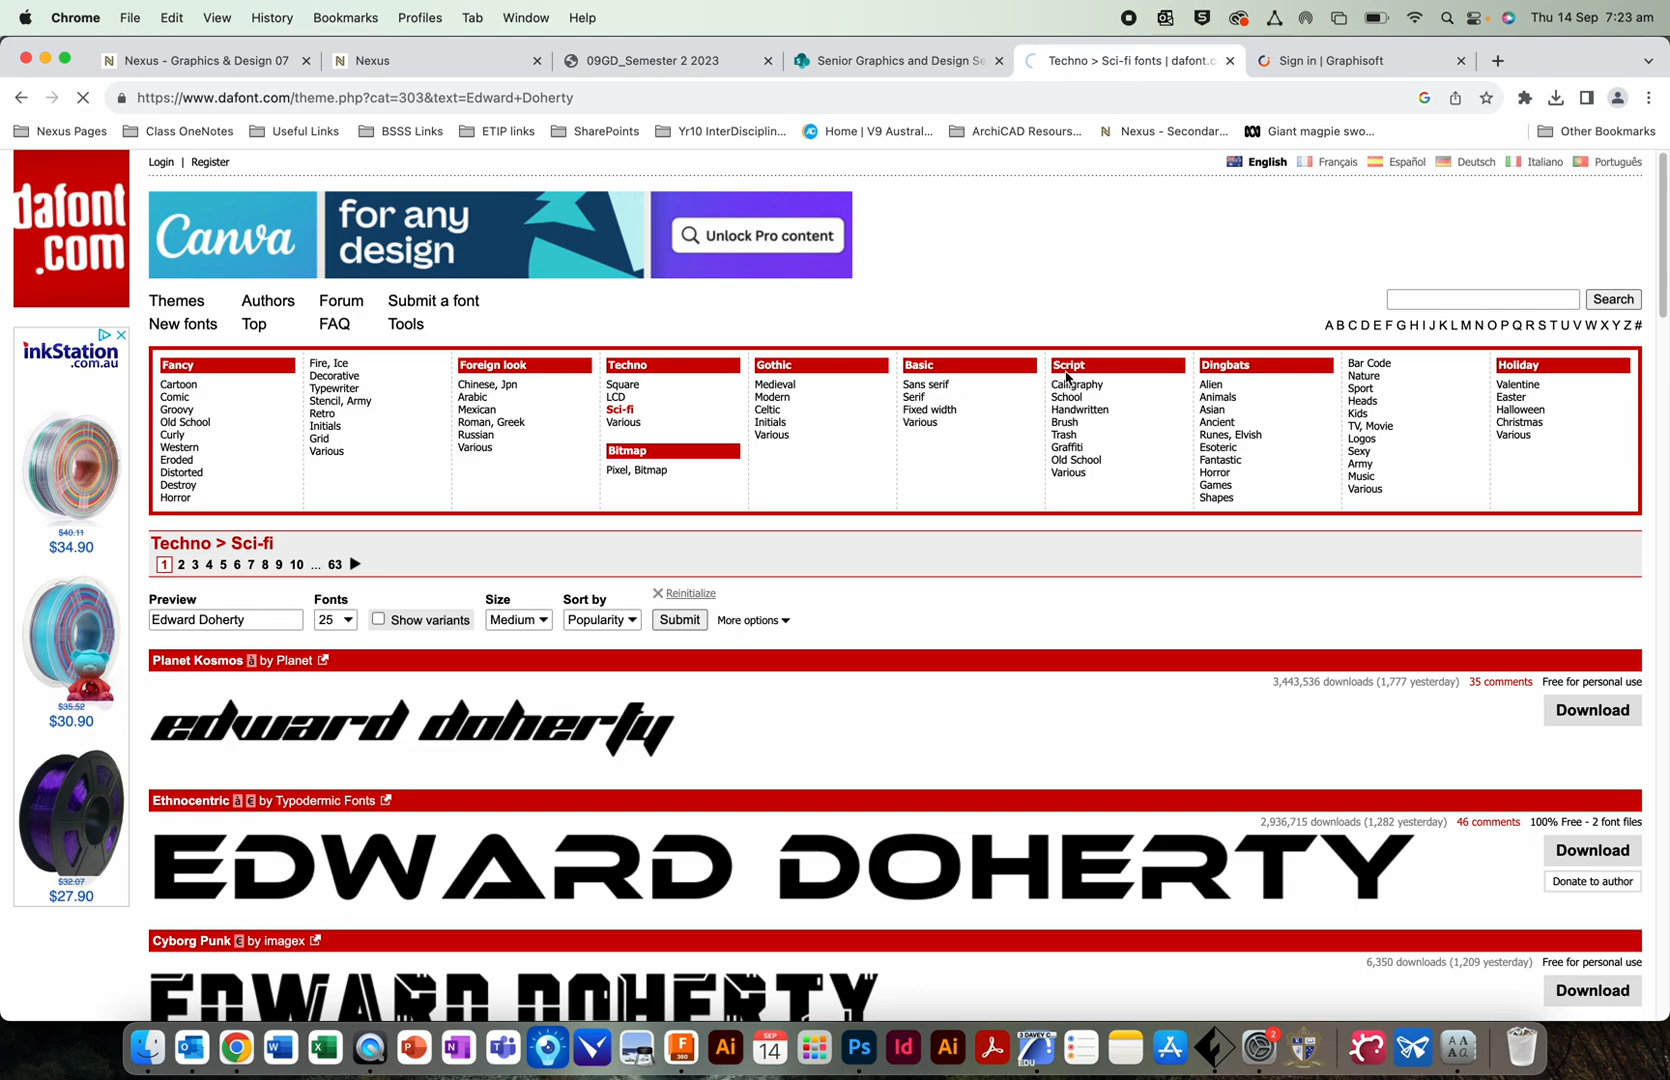 Chrome File Edit View History Bookmarks Profiles Tab Window Help Thu 14 Sep 7:23 am
Nexus - Graphics & Design 07 Nexus 09GD_Semester 2 2023 Senior Graphics and Design Se Techno > Sci-fi fonts | dafont.c Sign in | Graphisoft
https://www.dafont.com/theme.php?cat=303&text=Edward+Doherty
Nexus Pages Class OneNotes Useful Links BSSS Links ETIP links SharePoints Yr10 InterDisciplin... Home | V9 Austral... ArchiCAD Resours... Nexus - Secondar... Giant magpie swo... Other Bookmarks
dafont
.com
Login | Register
English Français Español Deutsch Italiano Português
Canva
for any
design
Unlock Pro content
Themes Authors Forum Submit a font
New fonts Top FAQ Tools
Search
A B C D E F G H I J K L M N O P Q R S T U V W X Y Z #
Fancy
Cartoon
Comic
Groovy
Old School
Curly
Western
Eroded
Distorted
Destroy
Horror
Fire, Ice
Decorative
Typewriter
Stencil, Army
Retro
Initials
Grid
Various
Foreign look
Chinese, Jpn
Arabic
Mexican
Roman, Greek
Russian
Various
Techno
Square
LCD
Sci-fi
Various
Bitmap
Pixel, Bitmap
Gothic
Medieval
Modern
Celtic
Initials
Various
Basic
Sans serif
Serif
Fixed width
Various
Script
Calligraphy
School
Handwritten
Brush
Trash
Graffiti
Old School
Various
Dingbats
Alien
Animals
Asian
Ancient
Runes, Elvish
Esoteric
Fantastic
Horror
Games
Shapes
Bar Code
Nature
Sport
Heads
Kids
TV, Movie
Logos
Sexy
Army
Music
Various
Holiday
Valentine
Easter
Halloween
Christmas
Various
inkStation
.com.au
$40.11
$34.90
$35.52
$30.90
$32.07
$27.90
Techno > Sci-fi
1 2 3 4 5 6 7 8 9 10 ... 63
Preview Fonts Size Sort by Reinitialize
Edward Doherty 25 Show variants Medium Popularity Submit More options
Planet Kosmos à by Planet
3,443,536 downloads (1,777 yesterday) 35 comments Free for personal use
edward doherty
Download
Ethnocentric à € by Typodermic Fonts
2,936,715 downloads (1,282 yesterday) 46 comments 100% Free - 2 font files
EDWARD DOHERTY
Download
Donate to author
Cyborg Punk € by imagex
6,350 downloads (1,209 yesterday) Free for personal use
EDWARD DOHERTY
Download
SEP
14
3 DAVEY C
EDU
2